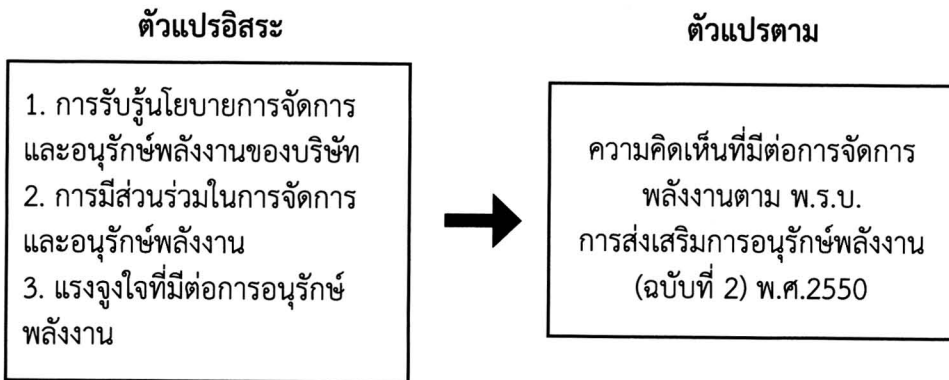 ตัวแปรอิสระ
1. การรับรู้นโยบายการจัดการ
และอนุรักษ์พลังงานของบริษัท
2. การมีส่วนร่วมในการจัดการ
และอนุรักษ์พลังงาน
3. แรงจูงใจที่มีต่อการอนุรักษ์
พลังงาน
ตัวแปรตาม
ความคิดเห็นที่มีต่อการจัดการ
พลังงานตาม พ.ร.บ.
การส่งเสริมการอนุรักษ์พลังงาน
(ฉบับที่ 2) พ.ศ.2550